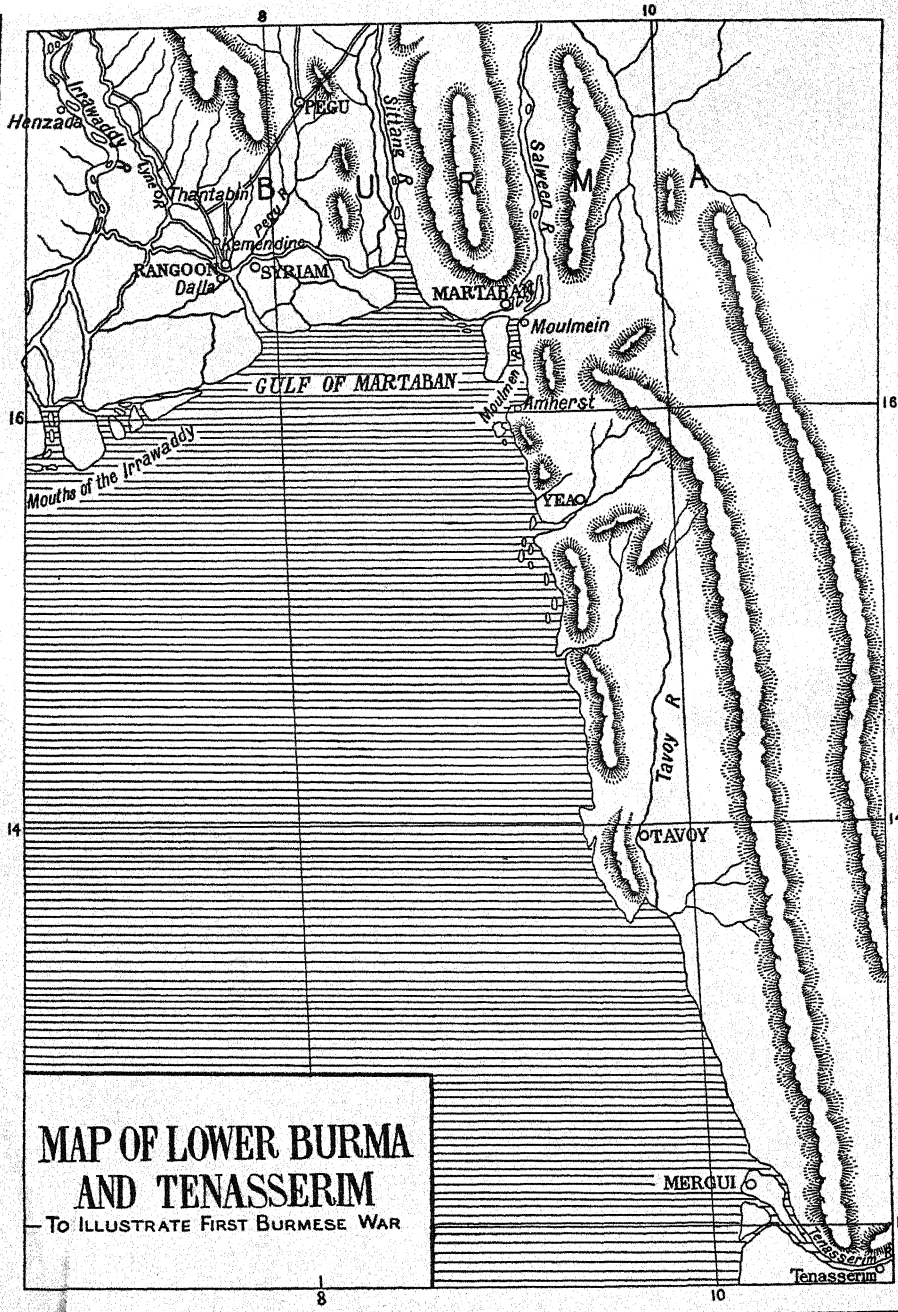 8
10
Henzada
Irrawaddy
PEGU
Sittang R
Salween R
Thantabin
B U R M A
Pegu R
Kemendine
RANGOON
SYRIAM
Dalla
MARTABAN
Moulmein
GULF OF MARTABAN
Moulmein R
16
Amherst
16
Mouths of the Irrawaddy
YEA
Tavoy R
14
TAVOY
14
MAP OF LOWER BURMA
AND TENASSERIM
TO ILLUSTRATE FIRST BURMESE WAR
MERGUI
Tenasserim R
Tenasserim
8
10